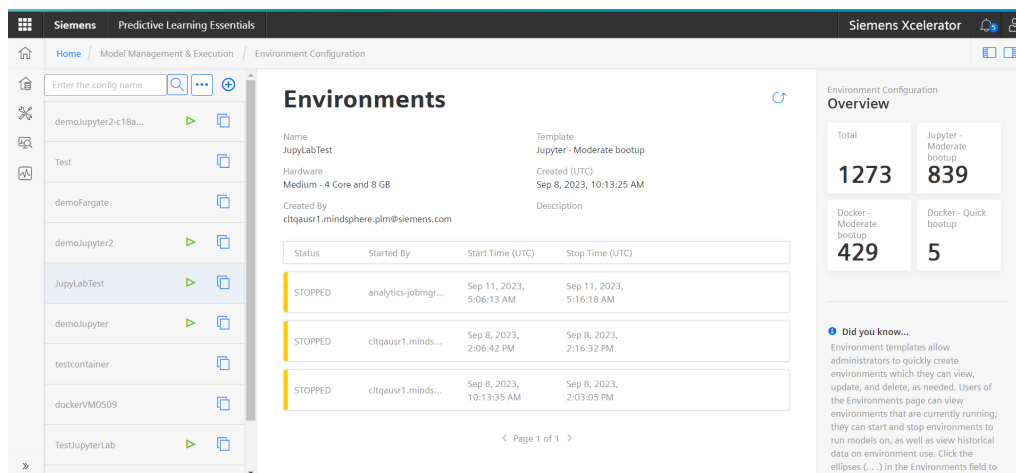 Siemens Predictive Learning Essentials
Siemens Xcelerator
5
Home / Model Management & Execution / Environment Configuration
Enter the config name
demoJupyter2-c18a...
Test
demoFargate
demoJupyter2
JupyLabTest
demoJupyter
testcontainer
dockerVM0509
TestJupyterLab
Environments
Name
JupyLabTest
Template
Jupyter - Moderate bootup
Hardware
Medium - 4 Core and 8 GB
Created (UTC)
Sep 8, 2023, 10:13:25 AM
Created By
cltqausr1.mindsphere.plm@siemens.com
Description
Status Started By Start Time (UTC) Stop Time (UTC)
STOPPED analytics-jobmgr... Sep 11, 2023, 5:06:13 AM Sep 11, 2023, 5:16:18 AM
STOPPED cltqausr1.minds... Sep 8, 2023, 2:06:42 PM Sep 8, 2023, 2:16:32 PM
STOPPED cltqausr1.minds... Sep 8, 2023, 10:13:35 AM Sep 8, 2023, 2:03:05 PM
< Page 1 of 1 >
Environment Configuration
Overview
Total
1273
Jupyter -
Moderate
bootup
839
Docker -
Moderate
bootup
429
Docker - Quick
bootup
5
Did you know...
Environment templates allow
administrators to quickly create
environments which they can view,
update, and delete, as needed. Users of
the Environments page can view
environments that are currently running;
they can start and stop environments to
run models on, as well as view historical
data on environment use. Click the
ellipses (. . .) in the Environments field to